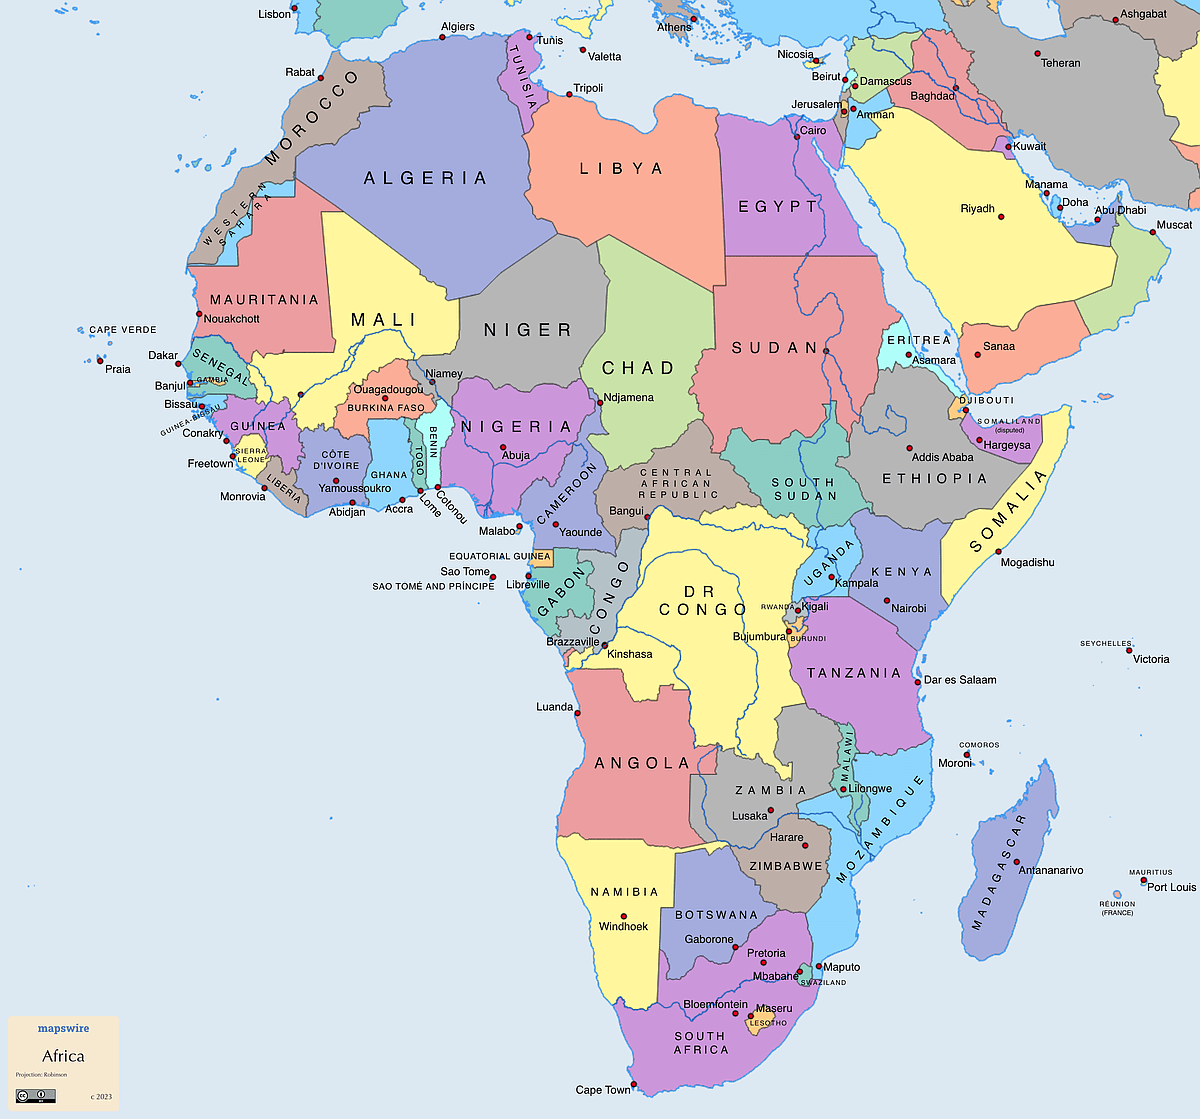 Lisbon
Algiers
Tunis
Athens
Valetta
Ashgabat
Teheran
Nicosia
Beirut
Damascus
Baghdad
Jerusalem
Amman
Rabat
MOROCCO
TUNISIA
Tripoli
Cairo
Kuwait
ALGERIA
LIBYA
EGYPT
Manama
Doha
Abu Dhabi
Riyadh
Muscat
WESTERN
SAHARA
MAURITANIA
Nouakchott
MALI
NIGER
CHAD
SUDAN
ERITREA
Asmara
Sanaa
CAPE VERDE
Praia
Dakar
SENEGAL
Banjul
GAMBIA
Bissau
GUINEA-BISSAU
GUINEA
Conakry
Freetown
SIERRA
LEONE
Monrovia
LIBERIA
CÔTE
D'IVOIRE
Yamoussoukro
Abidjan
Ouagadougou
BURKINA FASO
Niamey
GHANA
Accra
TOGO
Lome
BENIN
Cotonou
NIGERIA
Abuja
Ndjamena
CAMEROON
Yaounde
Malabo
CENTRAL
AFRICAN
REPUBLIC
Bangui
SOUTH
SUDAN
DJIBOUTI
SOMALILAND
(disputed)
Hargeysa
Addis Ababa
ETHIOPIA
SOMALIA
Mogadishu
EQUATORIAL GUINEA
Sao Tome
SAO TOMÉ AND PRÍNCIPE
Libreville
GABON
CONGO
Brazzaville
Kinshasa
DR
CONGO
UGANDA
Kampala
KENYA
Nairobi
RWANDA
Kigali
Bujumbura
BURUNDI
TANZANIA
Dar es Salaam
SEYCHELLES
Victoria
Luanda
ANGOLA
ZAMBIA
Lusaka
MALAWI
Lilongwe
COMOROS
Moroni
MOZAMBIQUE
Harare
ZIMBABWE
MADAGASCAR
Antananarivo
MAURITIUS
Port Louis
RÉUNION
(FRANCE)
NAMIBIA
Windhoek
BOTSWANA
Gaborone
Pretoria
Mbabane
SWAZILAND
Maputo
Bloemfontein
Maseru
LESOTHO
SOUTH
AFRICA
Cape Town
mapswire
Africa
Projection: Robinson
cc
BY
c 2023